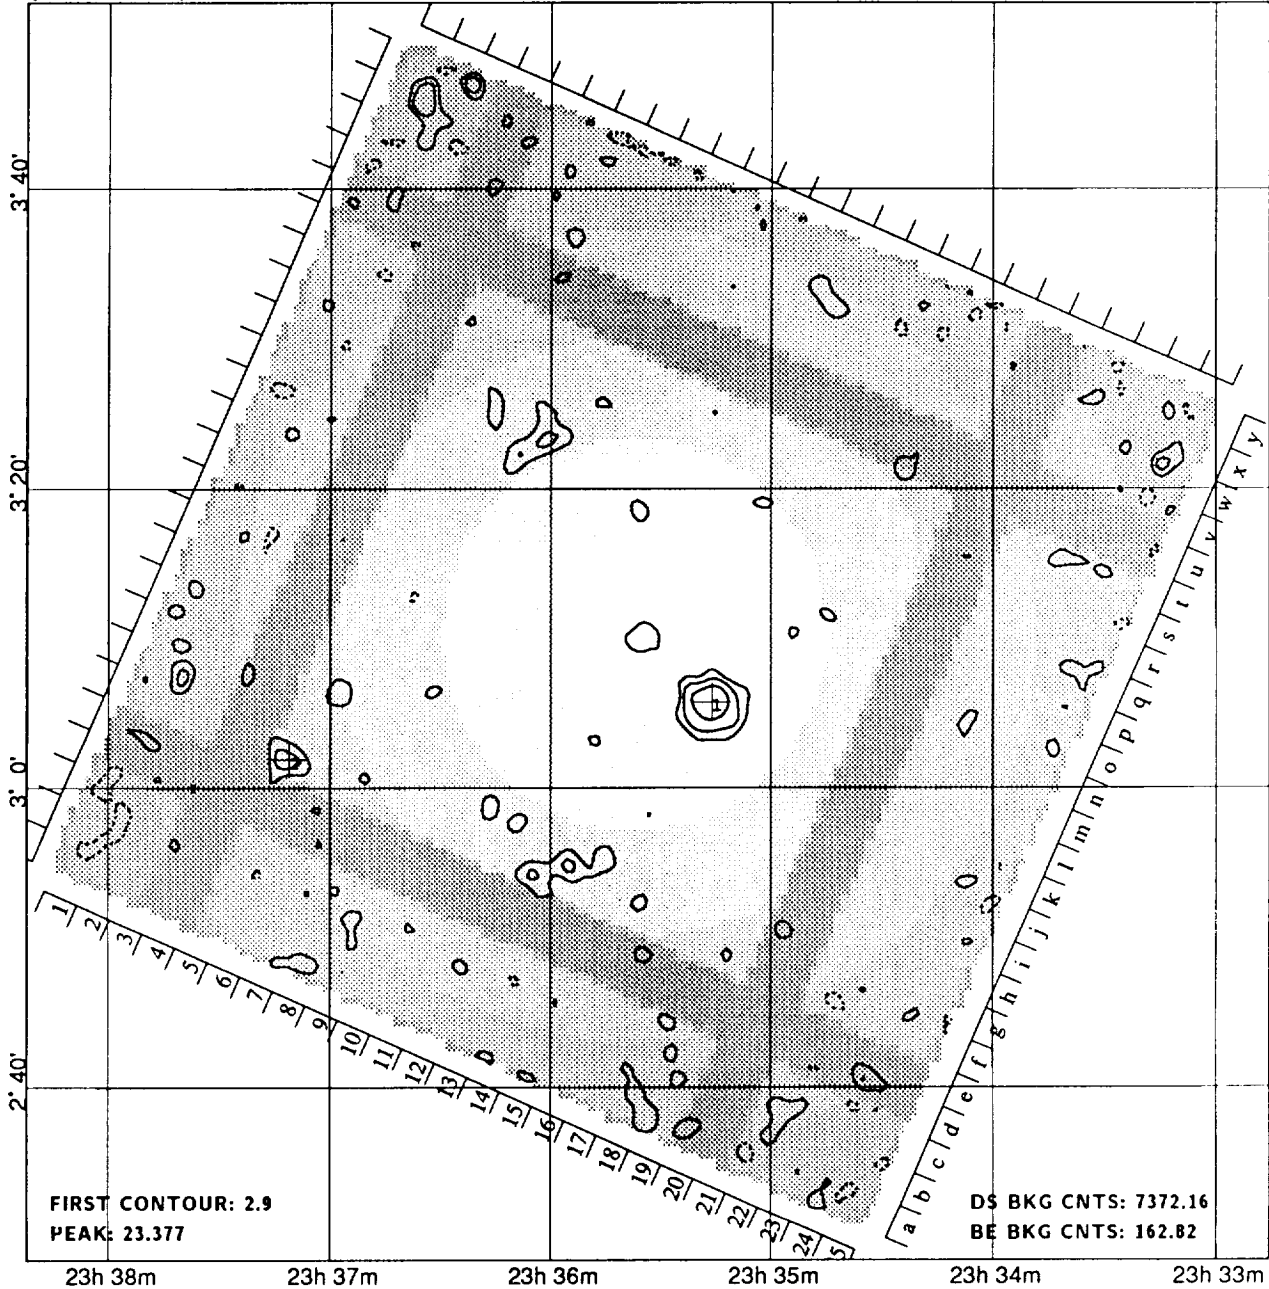 3° 40'
3° 20'
3° 0'
2° 40'
1
1 2 3 4 5 6 7 8 9 10 11 12 13 14 15 16 17 18 19 20 21 22 23 24 25
a b c d e f g h i j k l m n o p q r s t u v w x y
FIRST CONTOUR: 2.9
PEAK: 23.377
DS BKG CNTS: 7372.16
BE BKG CNTS: 162.82
23h 38m 23h 37m 23h 36m 23h 35m 23h 34m 23h 33m